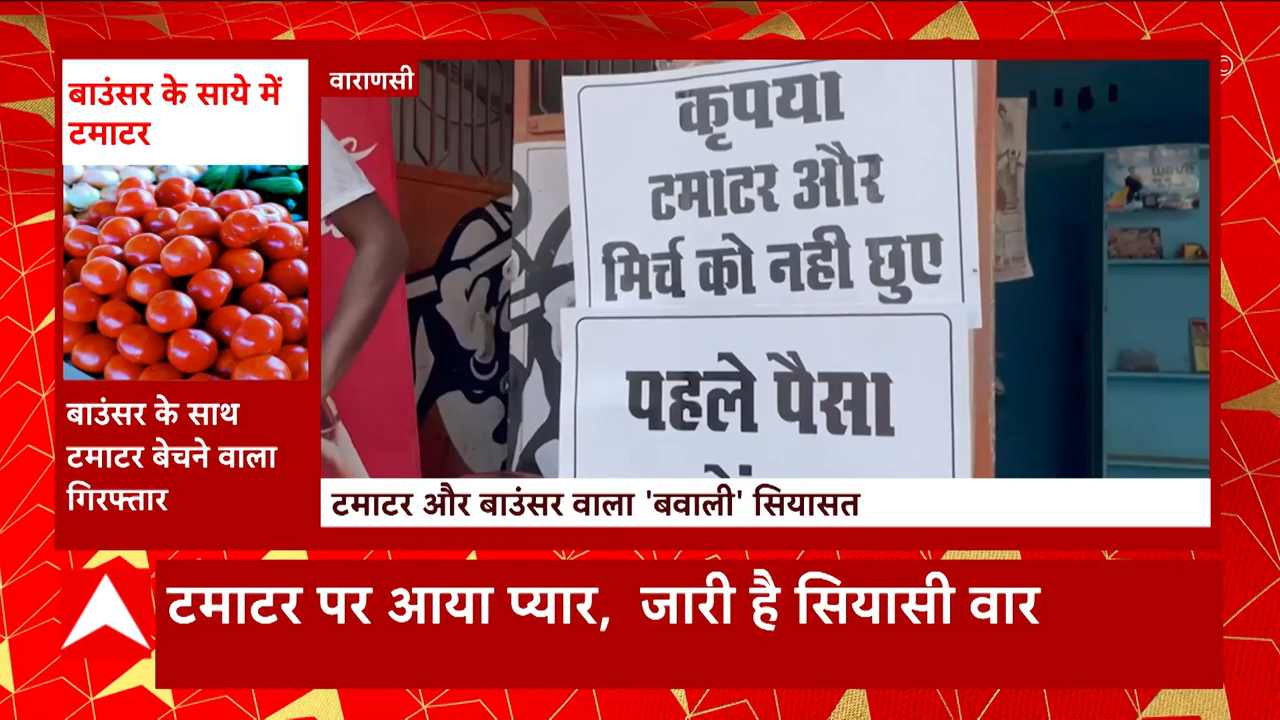 बाउंसर के साये में
टमाटर
बाउंसर के साथ
टमाटर बेचने वाला
गिरफ्तार
वाराणसी
कृपया
टमाटर और
मिर्च को नही छुए
पहले पैसा
टमाटर और बाउंसर वाला 'बवाली' सियासत
टमाटर पर आया प्यार, जारी है सियासी वार